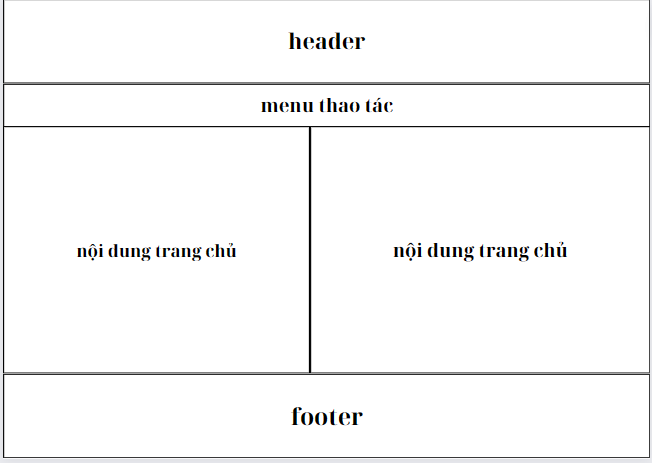 header
menu thao tác
nội dung trang chủ
nội dung trang chủ
footer